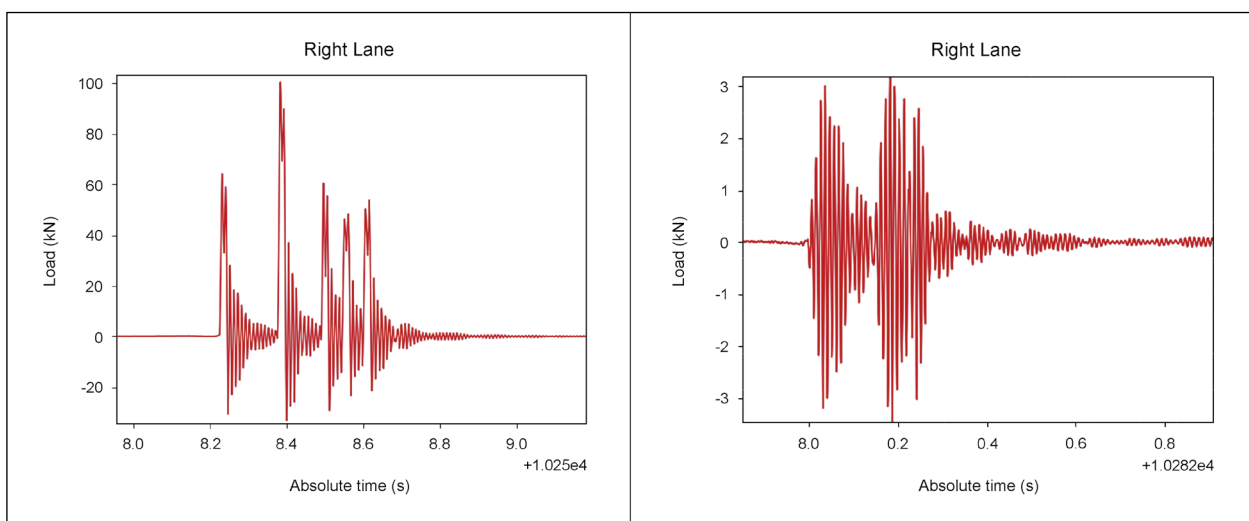 Right Lane
100
80
60
40
20
0
-20
Load (kN)
8.0 8.2 8.4 8.6 8.8 9.0
+1.025e4
Absolute time (s)
Right Lane
3
2
1
0
-1
-2
-3
Load (kN)
8.0 0.2 0.4 0.6 0.8
+1.0282e4
Absolute time (s)